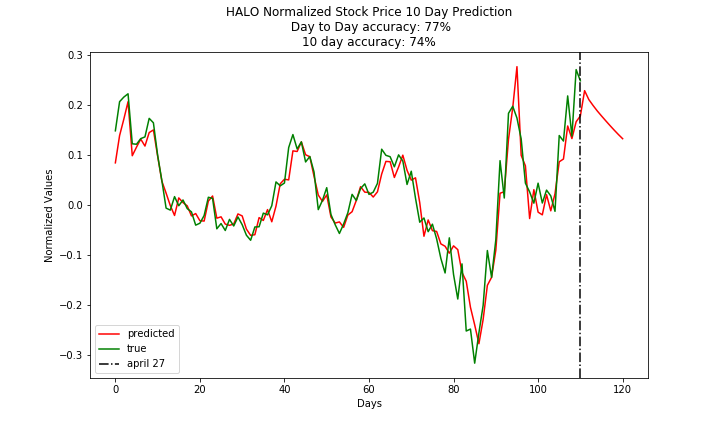 HALO Normalized Stock Price 10 Day Prediction
Day to Day accuracy: 77%
10 day accuracy: 74%
Normalized Values
0.3
0.2
0.1
0.0
−0.1
−0.2
−0.3
predicted
true
april 27
0
20
40
60
80
100
120
Days